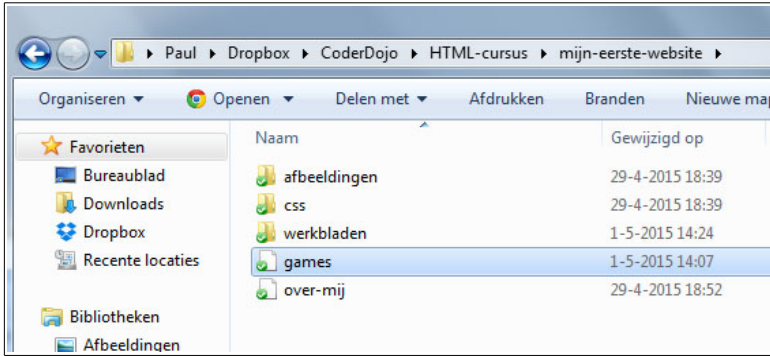 Paul Dropbox CoderDojo HTML-cursus mijn-eerste-website
Organiseren Openen Delen met Afdrukken Branden Nieuwe map
Favorieten
Bureaublad
Downloads
Dropbox
Recente locaties
Bibliotheken
Afbeeldingen
Naam Gewijzigd op
afbeeldingen 29-4-2015 18:39
css 29-4-2015 18:39
werkbladen 1-5-2015 14:24
games 1-5-2015 14:07
over-mij 29-4-2015 18:52